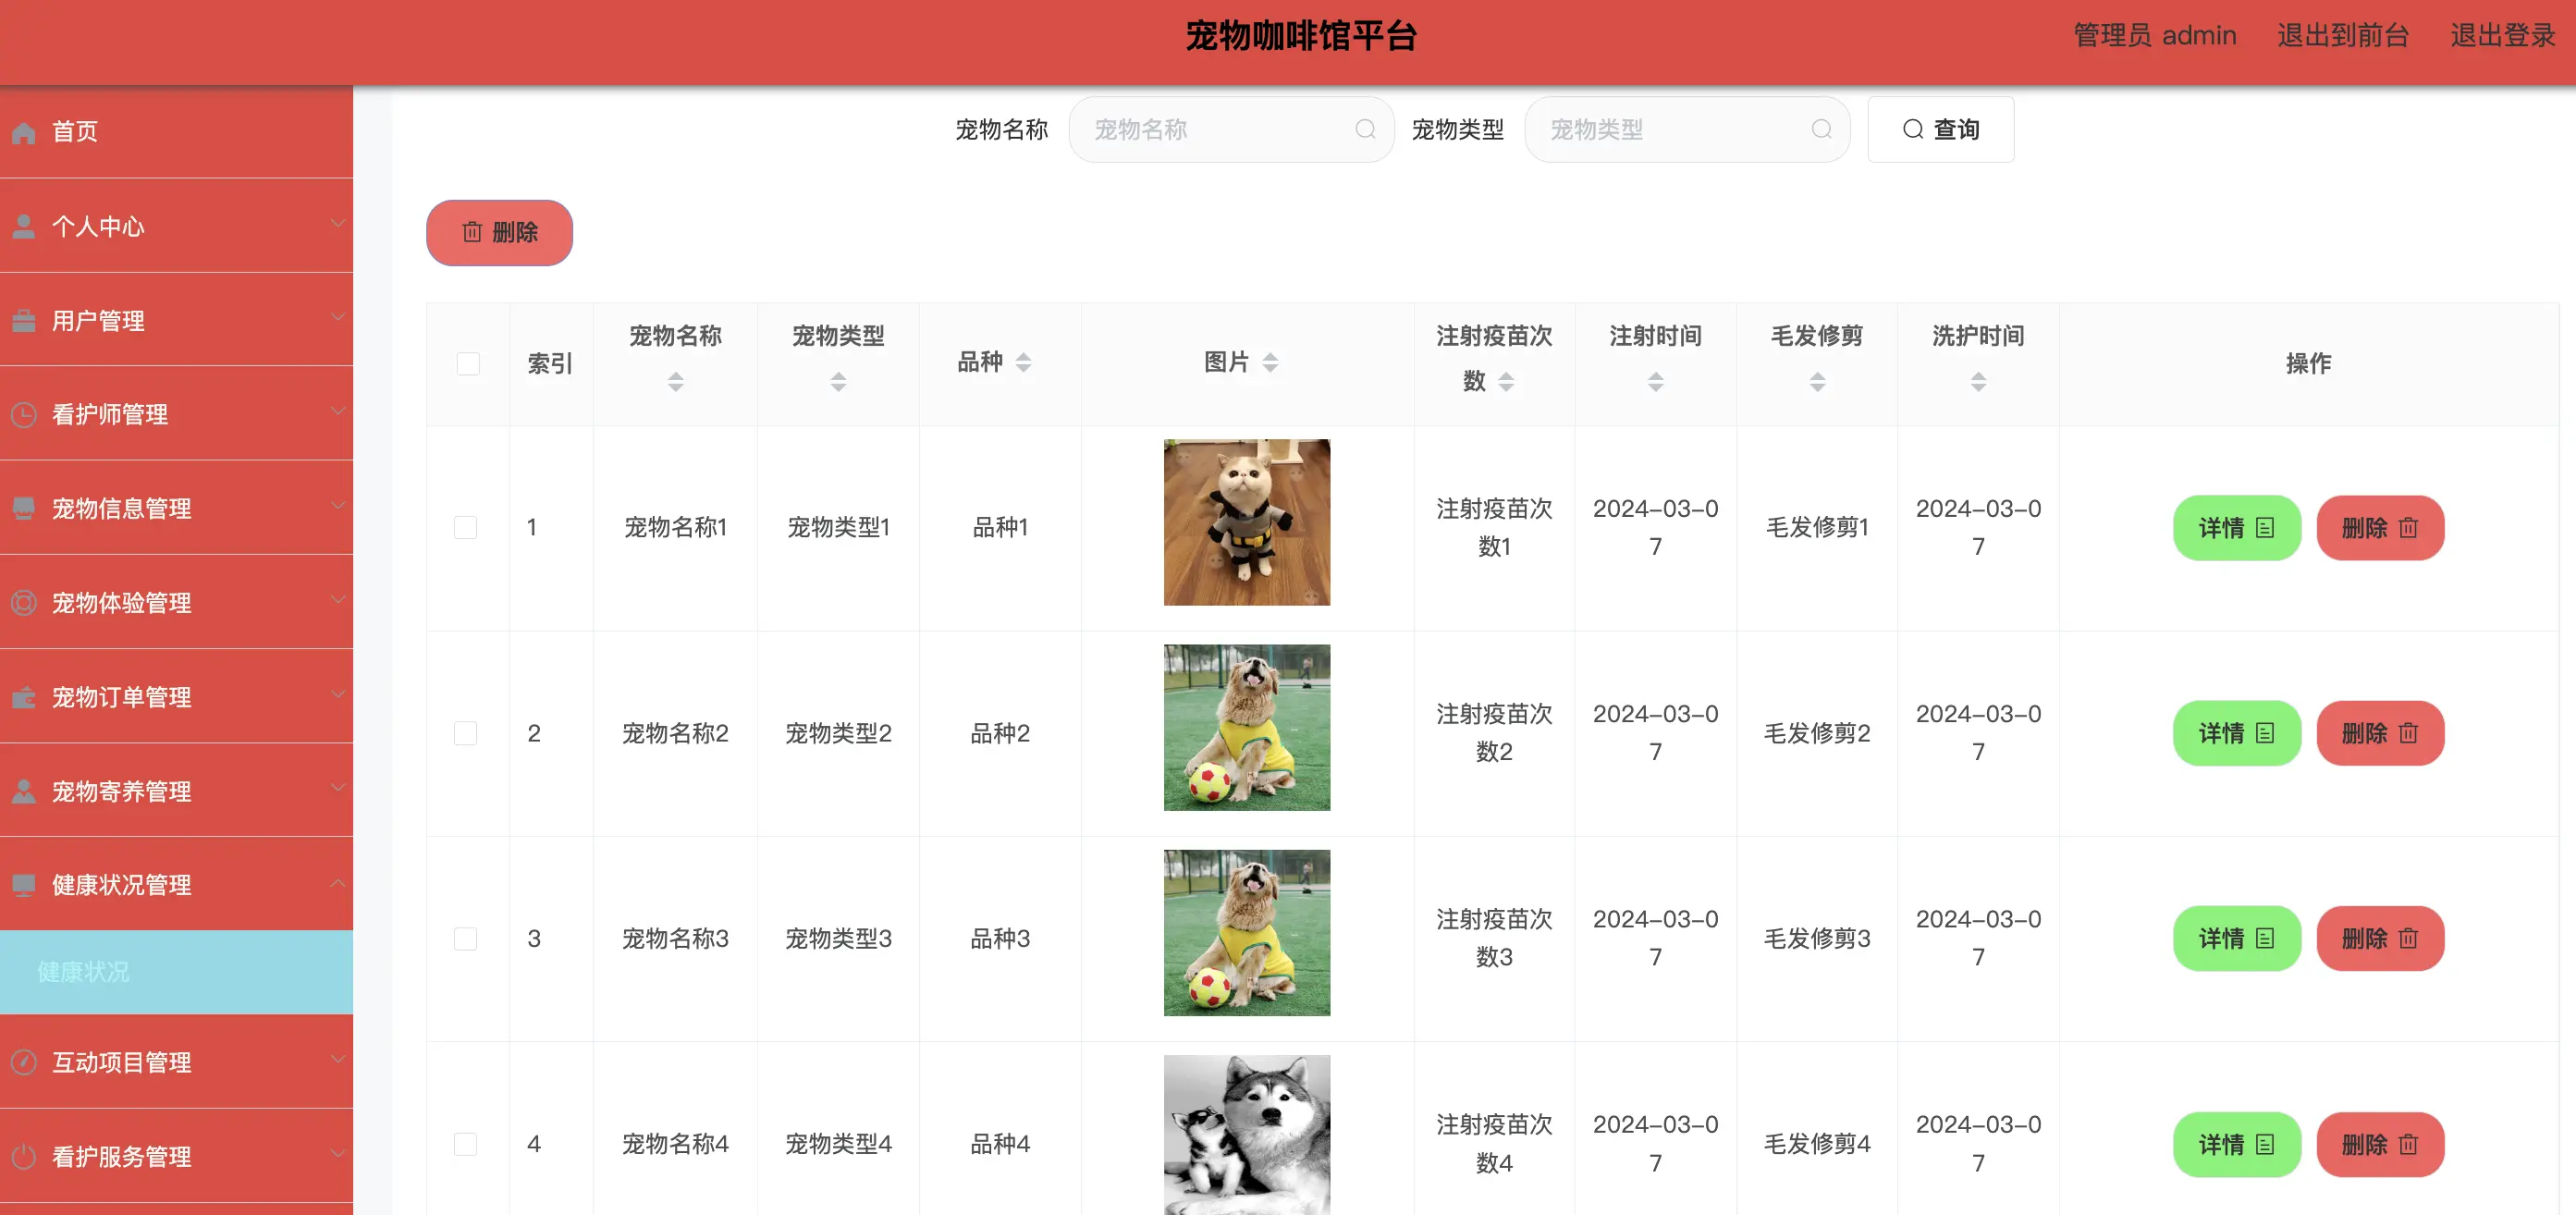 宠物咖啡馆平台
管理员 admin 退出到前台 退出登录
首页
个人中心
用户管理
看护师管理
宠物信息管理
宠物体验管理
宠物订单管理
宠物寄养管理
健康状况管理
健康状况
互动项目管理
看护服务管理
宠物名称 宠物名称 宠物类型 宠物类型 查询
删除
索引 宠物名称 宠物类型 品种 图片 注射疫苗次数 注射时间 毛发修剪 洗护时间 操作
1 宠物名称1 宠物类型1 品种1 注射疫苗次数1 2024-03-07 毛发修剪1 2024-03-07 详情 删除
2 宠物名称2 宠物类型2 品种2 注射疫苗次数2 2024-03-07 毛发修剪2 2024-03-07 详情 删除
3 宠物名称3 宠物类型3 品种3 注射疫苗次数3 2024-03-07 毛发修剪3 2024-03-07 详情 删除
4 宠物名称4 宠物类型4 品种4 注射疫苗次数4 2024-03-07 毛发修剪4 2024-03-07 详情 删除